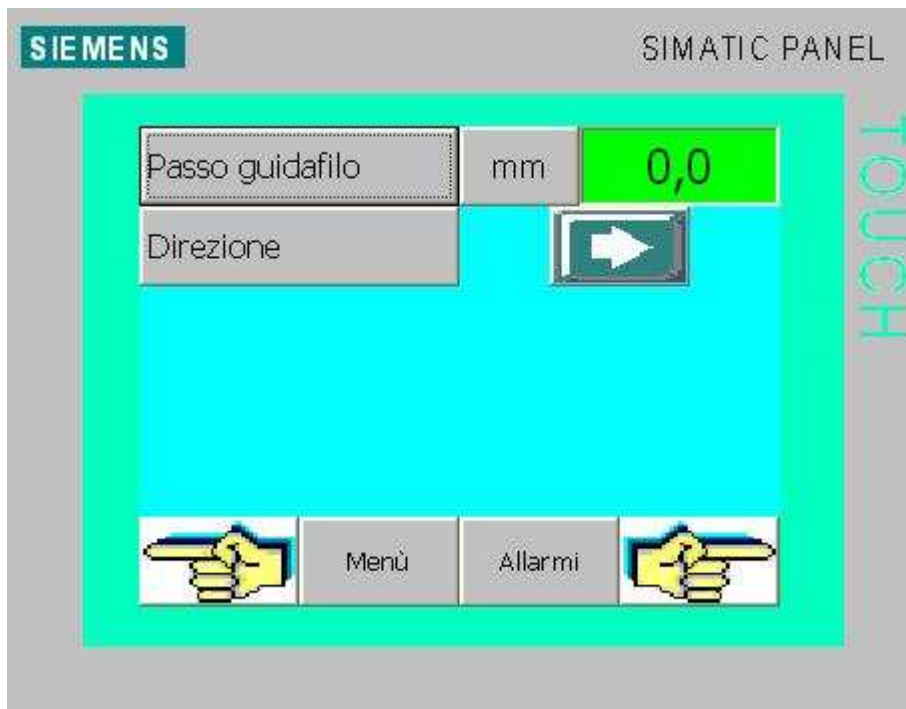 SIEMENS
SIMATIC PANEL
TOUCH
Passo guidafilo mm 0,0
Direzione
Menù Allarmi